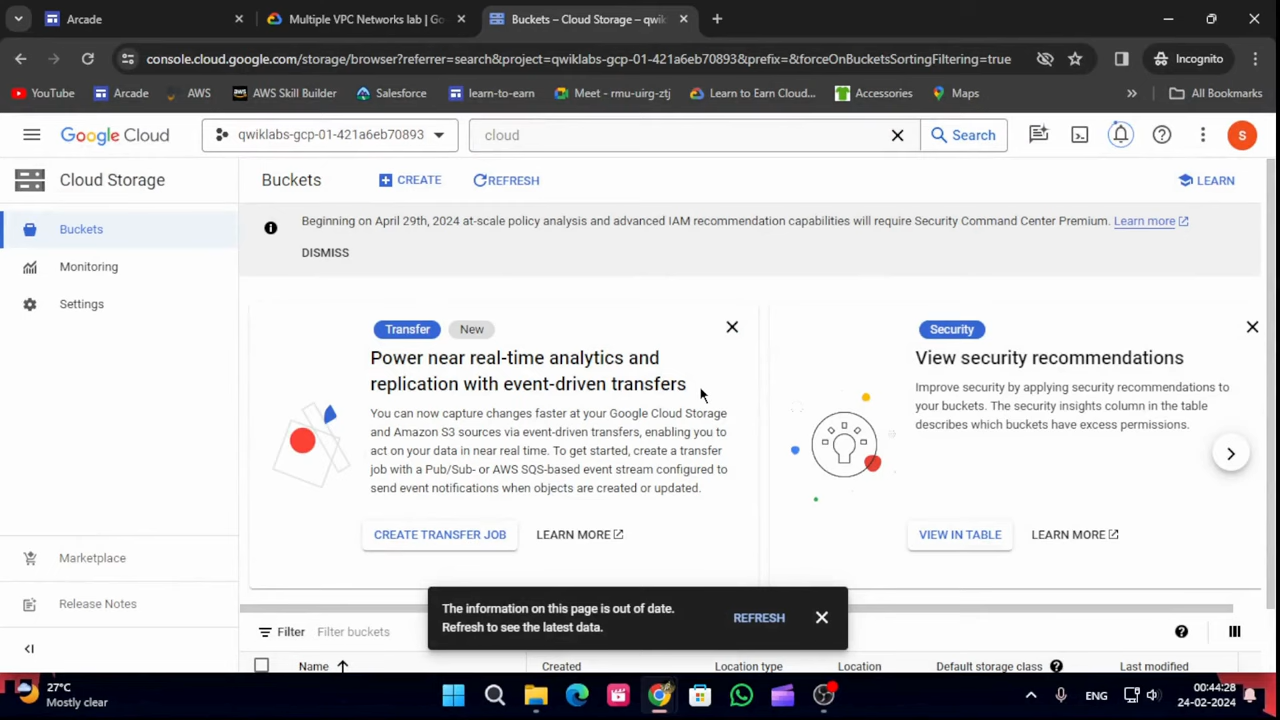 Arcade
Multiple VPC Networks lab | Go
Buckets – Cloud Storage – qwik
console.cloud.google.com/storage/browser?referrer=search&project=qwiklabs-gcp-01-421a6eb70893&prefix=&forceOnBucketsSortingFiltering=true
Incognito
YouTube
Arcade
AWS
AWS Skill Builder
Salesforce
learn-to-earn
Meet - rmu-uirg-ztj
Learn to Earn Cloud...
Accessories
Maps
All Bookmarks
Google Cloud
qwiklabs-gcp-01-421a6eb70893
cloud
Search
S
Cloud Storage
Buckets
CREATE
REFRESH
LEARN
Buckets
Monitoring
Settings
Marketplace
Release Notes
Beginning on April 29th, 2024 at-scale policy analysis and advanced IAM recommendation capabilities will require Security Command Center Premium. Learn more
DISMISS
Transfer
New
Power near real-time analytics and
replication with event-driven transfers
You can now capture changes faster at your Google Cloud Storage
and Amazon S3 sources via event-driven transfers, enabling you to
act on your data in near real time. To get started, create a transfer
job with a Pub/Sub- or AWS SQS-based event stream configured to
send event notifications when objects are created or updated.
CREATE TRANSFER JOB
LEARN MORE
Security
View security recommendations
Improve security by applying security recommendations to
your buckets. The security insights column in the table
describes which buckets have excess permissions.
VIEW IN TABLE
LEARN MORE
The information on this page is out of date.
Refresh to see the latest data.
REFRESH
Filter
Filter buckets
Name
Created
Location type
Location
Default storage class
Last modified
27°C
Mostly clear
ENG
00:44:28
24-02-2024